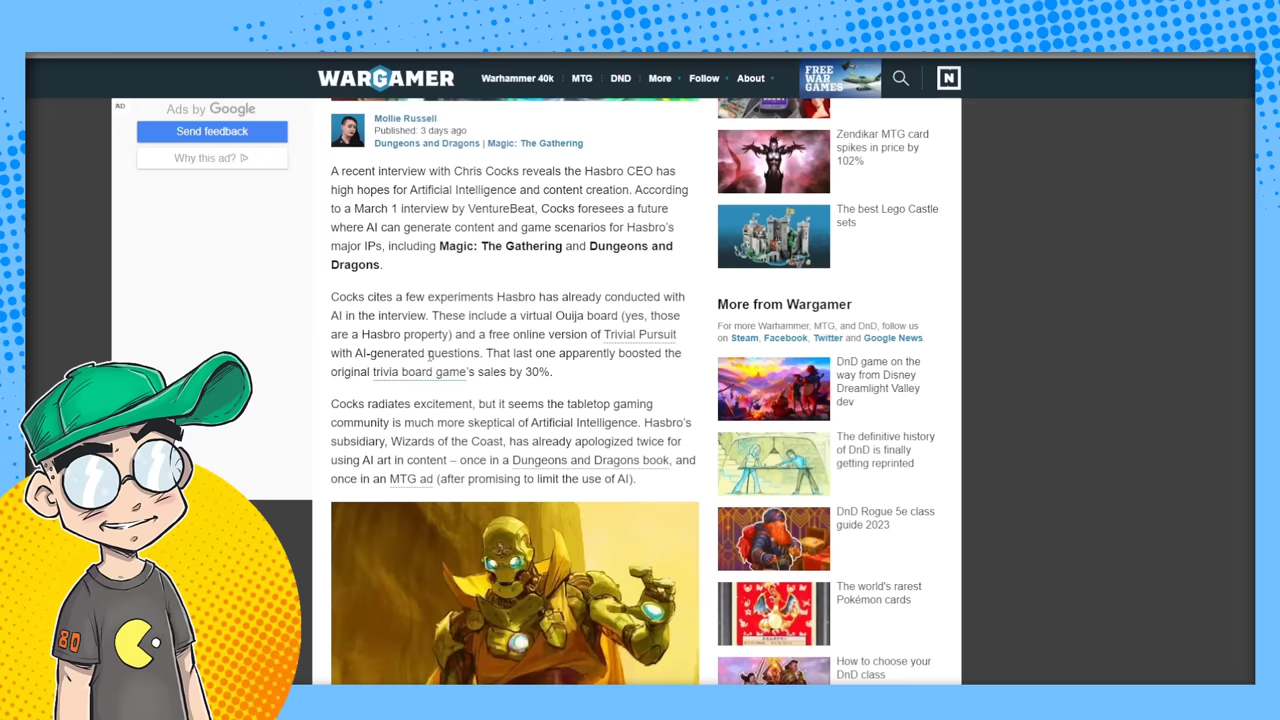 WARGAMER
Warhammer 40k MTG DND More Follow About
FREE
WAR
GAMES
N
AD
Ads by Google
Send feedback
Why this ad?
Mollie Russell
Published: 3 days ago
Dungeons and Dragons | Magic: The Gathering
A recent interview with Chris Cocks reveals the Hasbro CEO has
high hopes for Artificial Intelligence and content creation. According
to a March 1 interview by VentureBeat, Cocks foresees a future
where AI can generate content and game scenarios for Hasbro's
major IPs, including Magic: The Gathering and Dungeons and
Dragons.
Cocks cites a few experiments Hasbro has already conducted with
AI in the interview. These include a virtual Ouija board (yes, those
are a Hasbro property) and a free online version of Trivial Pursuit
with AI-generated questions. That last one apparently boosted the
original trivia board game's sales by 30%.
Cocks radiates excitement, but it seems the tabletop gaming
community is much more skeptical of Artificial Intelligence. Hasbro's
subsidiary, Wizards of the Coast, has already apologized twice for
using AI art in content – once in a Dungeons and Dragons book, and
once in an MTG ad (after promising to limit the use of AI).
Zendikar MTG card
spikes in price by
102%
The best Lego Castle
sets
More from Wargamer
For more Warhammer, MTG, and DnD, follow us
on Steam, Facebook, Twitter and Google News.
DnD game on the
way from Disney
Dreamlight Valley
dev
The definitive history
of DnD is finally
getting reprinted
DnD Rogue 5e class
guide 2023
The world's rarest
Pokémon cards
How to choose your
DnD class
80